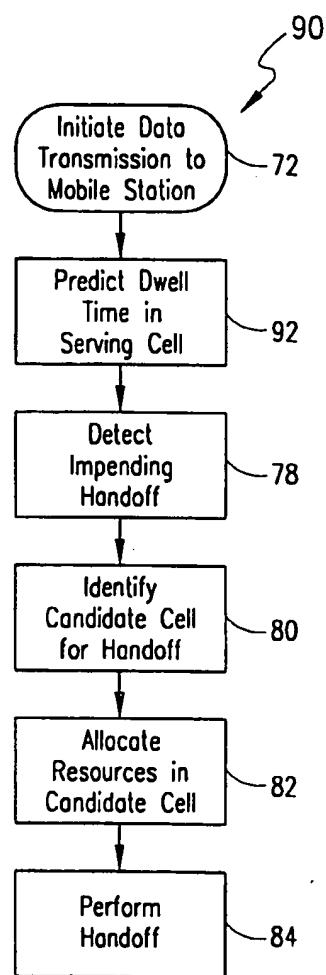 90
Initiate Data
Transmission to
Mobile Station
72
Predict Dwell
Time in
Serving Cell
92
Detect
Impending
Handoff
78
Identify
Candidate Cell
for Handoff
80
Allocate
Resources in
Candidate Cell
82
Perform
Handoff
84